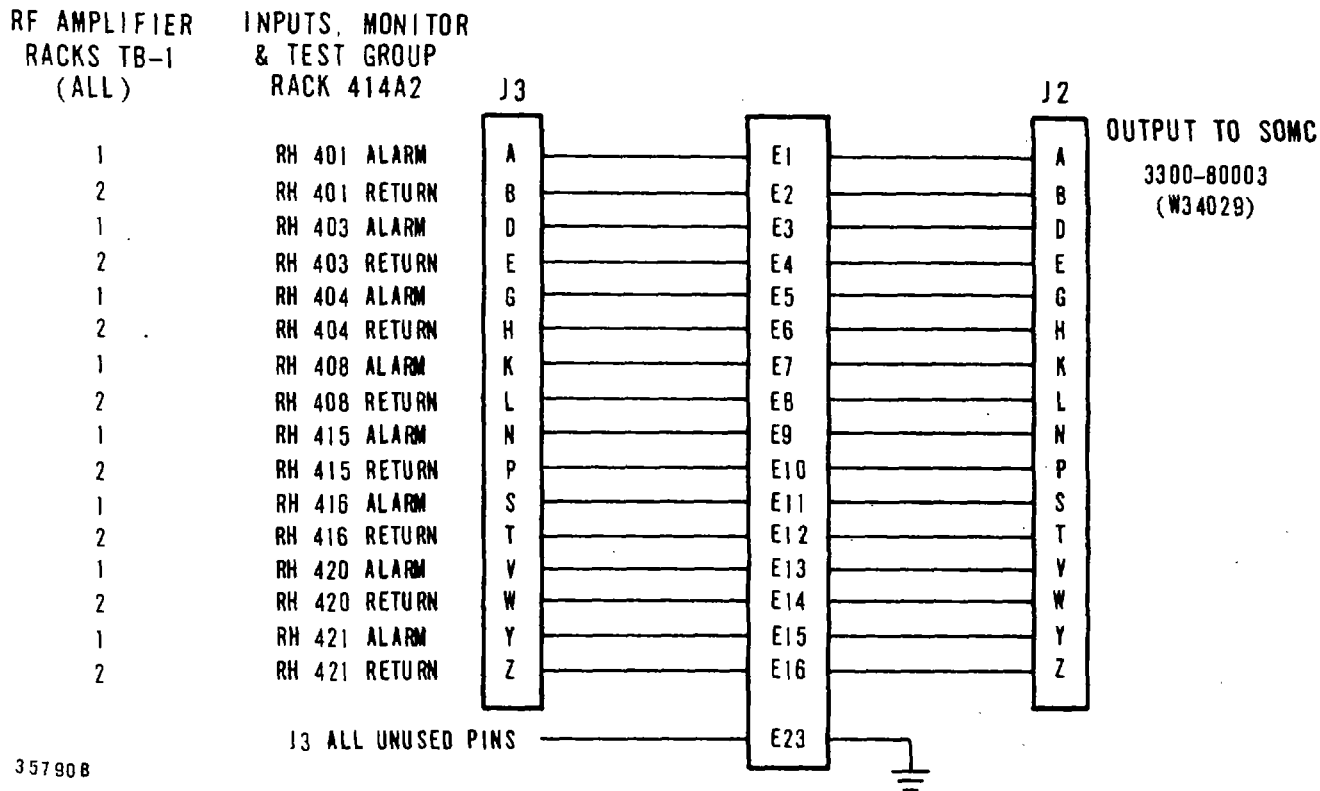 RF AMPLIFIER
RACKS TB-1
(ALL)
INPUTS, MONITOR
& TEST GROUP
RACK 414A2
J3
J2
OUTPUT TO SOMC
3300-80003
(W34029)
1 RH 401 ALARM A E1 A
2 RH 401 RETURN B E2 B
1 RH 403 ALARM D E3 D
2 RH 403 RETURN E E4 E
1 RH 404 ALARM G E5 G
2 RH 404 RETURN H E6 H
1 RH 408 ALARM K E7 K
2 RH 408 RETURN L E8 L
1 RH 415 ALARM N E9 N
2 RH 415 RETURN P E10 P
1 RH 416 ALARM S E11 S
2 RH 416 RETURN T E12 T
1 RH 420 ALARM V E13 V
2 RH 420 RETURN W E14 W
1 RH 421 ALARM Y E15 Y
2 RH 421 RETURN Z E16 Z
J3 ALL UNUSED PINS E23
35790B